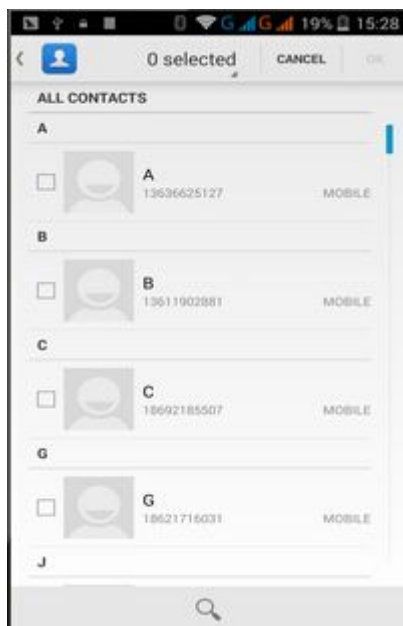 G G 19% 15:28
0 selected CANCEL OK
ALL CONTACTS
A
A
13636625127 MOBILE
B
B
13611902881 MOBILE
C
C
18692185507 MOBILE
G
G
18621716031 MOBILE
J